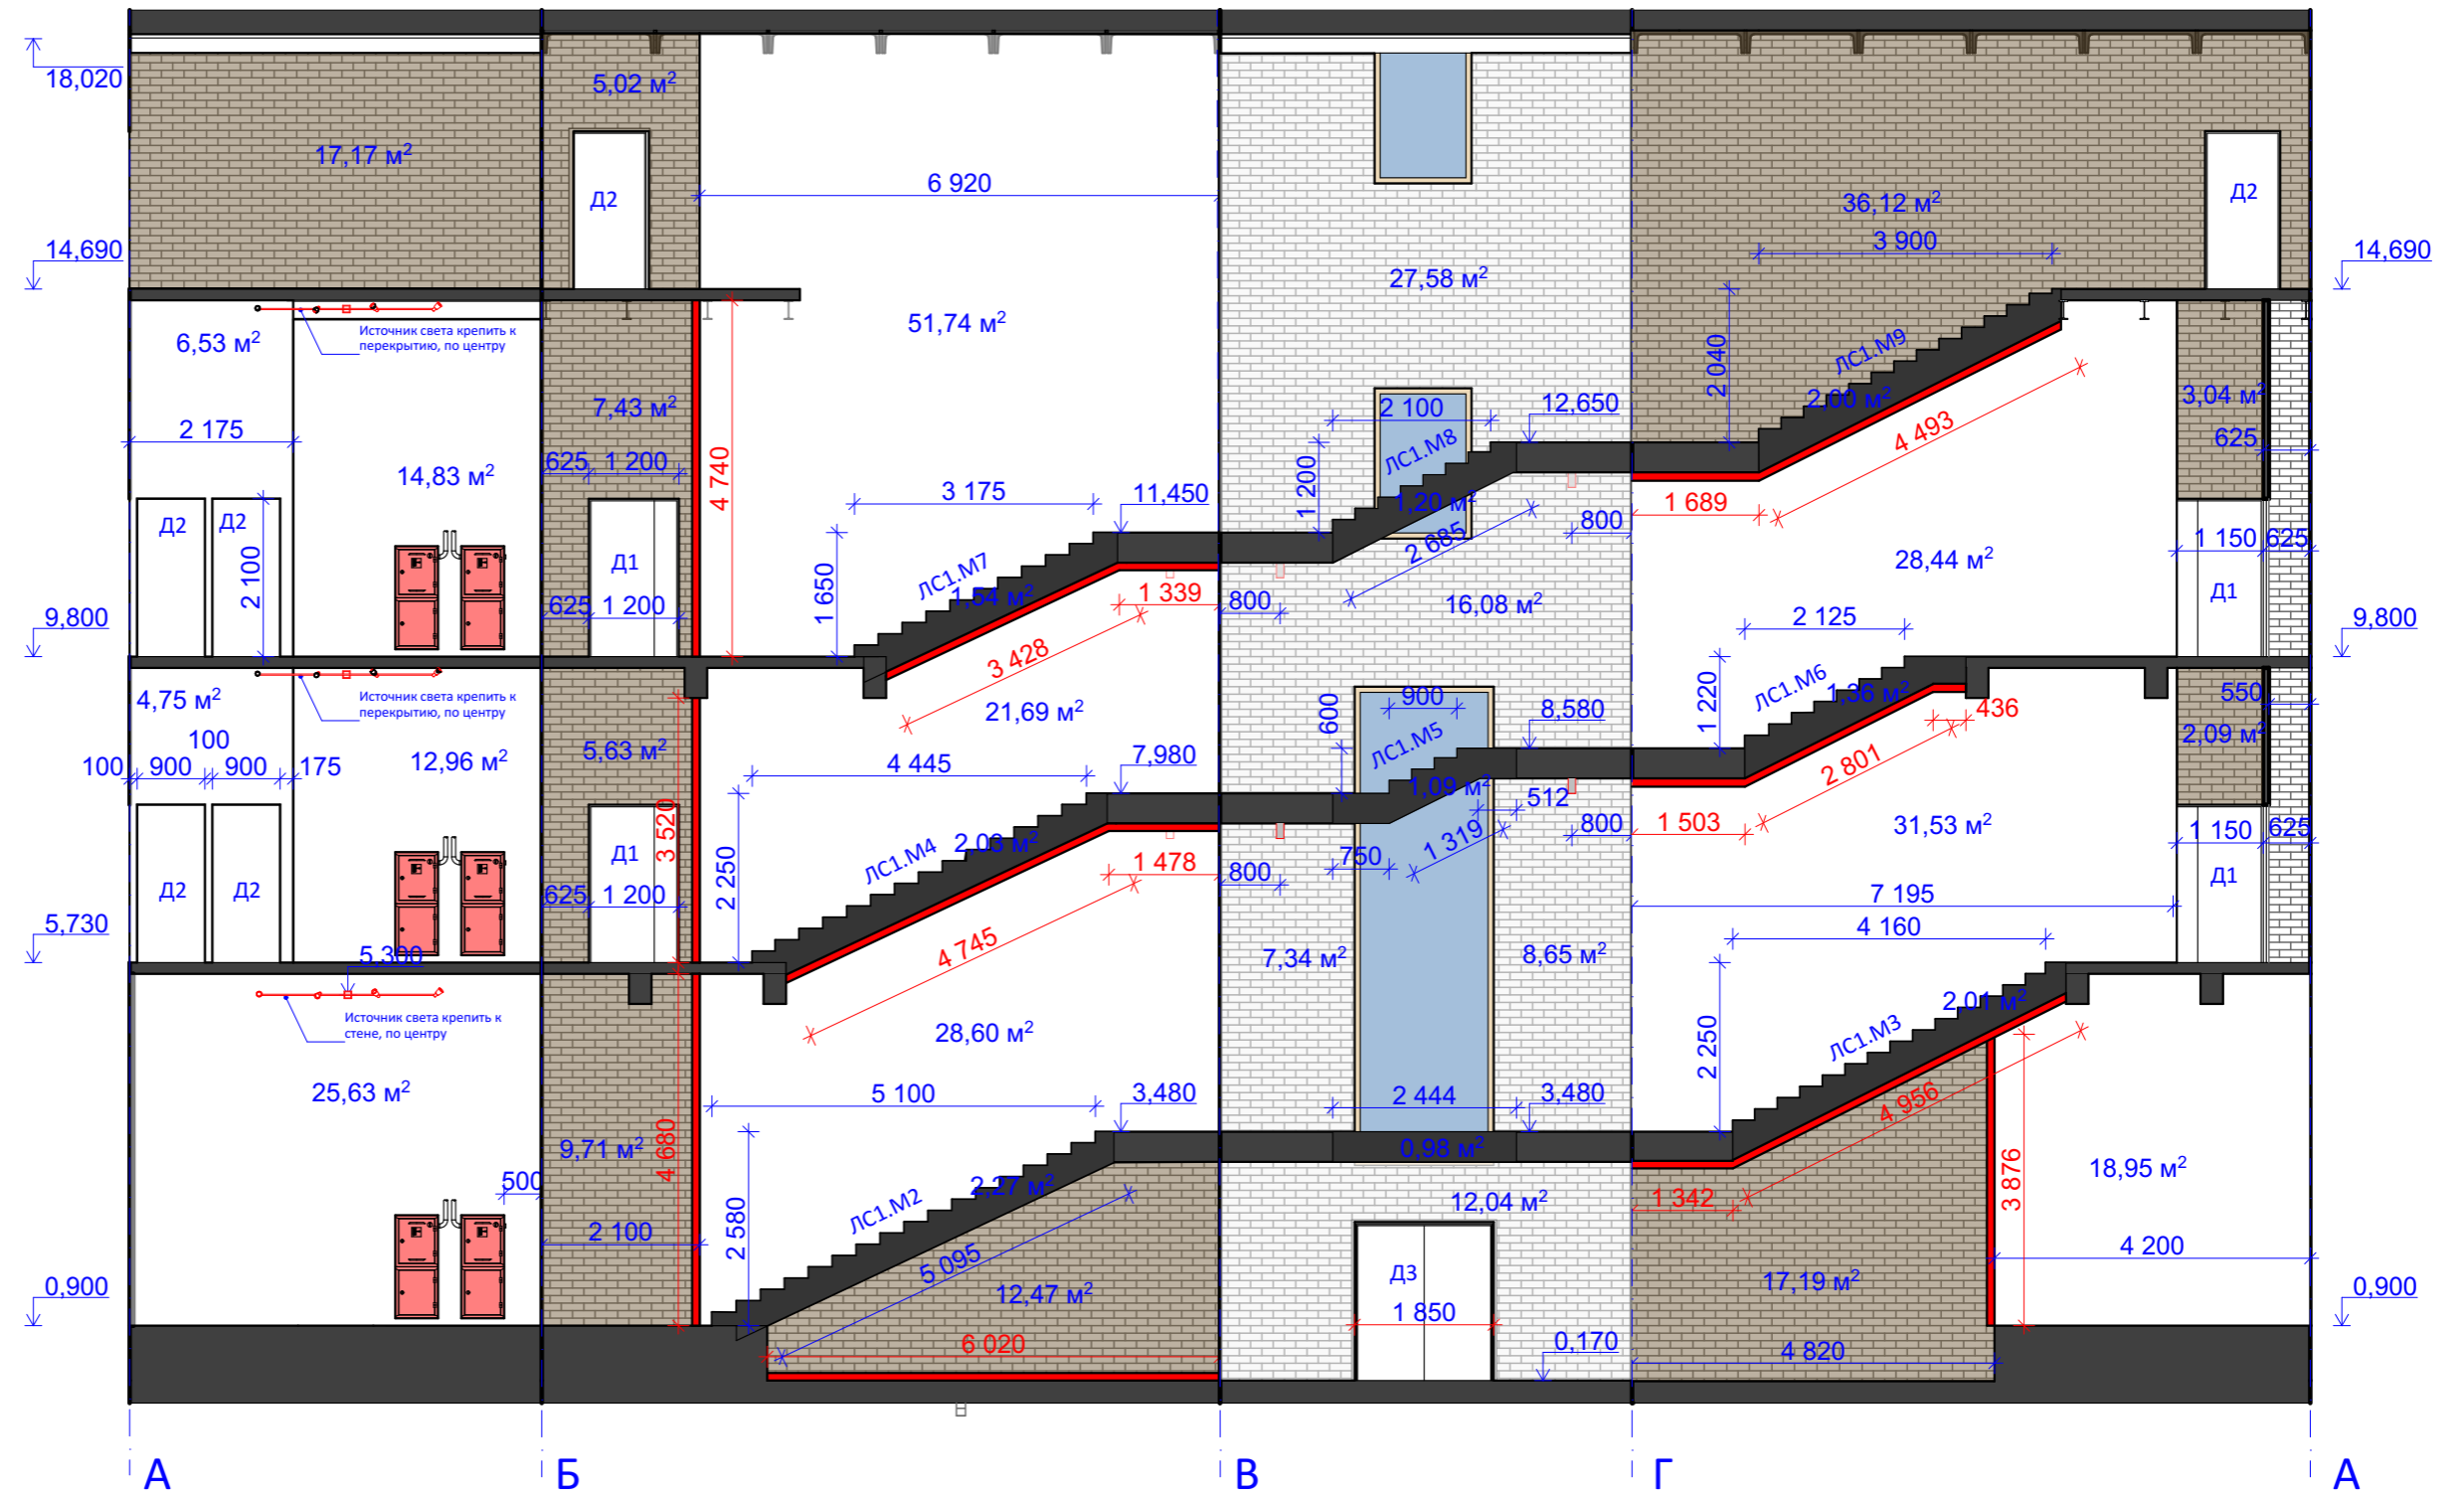 18,020
5,02 м²
17,17 м²
Д2
6 920
36,12 м²
Д2
3 900
14,690
14,690
27,58 м²
51,74 м²
Источник света крепить к
перекрытию, по центру
6,53 м²
2 040
ЛС1.М9
2,00 м²
3,04 м²
7,43 м²
2 100
12,650
2 175
625
4 493
14,83 м²
625
1 200
4 740
ЛС1.М8
1 200
3 175
11,450
1,20 м²
1 689
Д2
Д2
800
2 685
1 150
625
2 100
Д1
28,44 м²
1 650
ЛС1.М7
1,54 м²
1 339
800
16,08 м²
Д1
625
1 200
2 125
9,800
9,800
3 428
Источник света крепить к
перекрытию, по центру
4,75 м²
21,69 м²
900
8,580
600
1 220
ЛС1.М6
1,36 м²
550
436
100
5,63 м²
12,96 м²
ЛС1.М5
2,09 м²
100
900
900
175
4 445
7,980
2 801
1,09 м²
512
3 520
1 503
800
31,53 м²
1 150
625
2 250
ЛС1.М4
2,03 м²
1 319
Д1
1 478
750
800
Д2
Д2
Д1
625
1 200
7 195
5,730
4 160
5,300
4 745
7,34 м²
8,65 м²
Источник света крепить к
стене, по центру
28,60 м²
2,01 м²
2 250
ЛС1.М3
25,63 м²
5 100
3,480
2 444
3,480
4 956
9,71 м²
4 680
0,98 м²
18,95 м²
500
2,27 м²
12,04 м²
1 342
3 876
ЛС1.М2
2 100
2 580
4 200
5 095
Д3
17,19 м²
0,900
12,47 м²
1 850
0,900
6 020
0,170
4 820
А
Б
В
Г
А